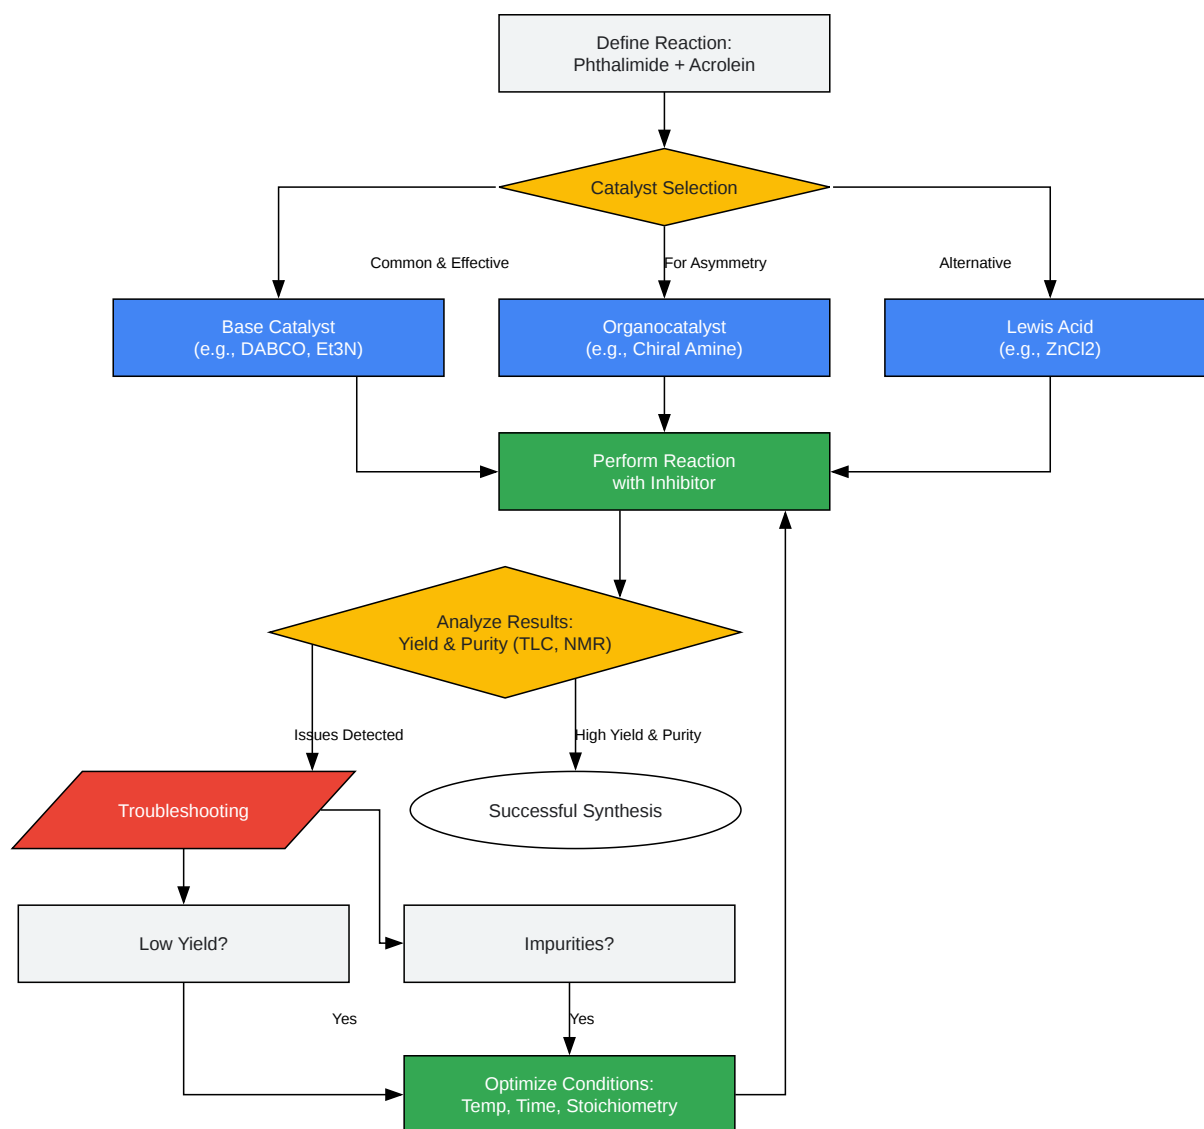 Define Reaction:
Phthalimide + Acrolein
Catalyst Selection
Common & Effective
For Asymmetry
Alternative
Base Catalyst
(e.g., DABCO, Et3N)
Organocatalyst
(e.g., Chiral Amine)
Lewis Acid
(e.g., ZnCl2)
Perform Reaction
with Inhibitor
Analyze Results:
Yield & Purity (TLC, NMR)
Issues Detected
High Yield & Purity
Troubleshooting
Successful Synthesis
Low Yield?
Impurities?
Yes
Yes
Optimize Conditions:
Temp, Time, Stoichiometry